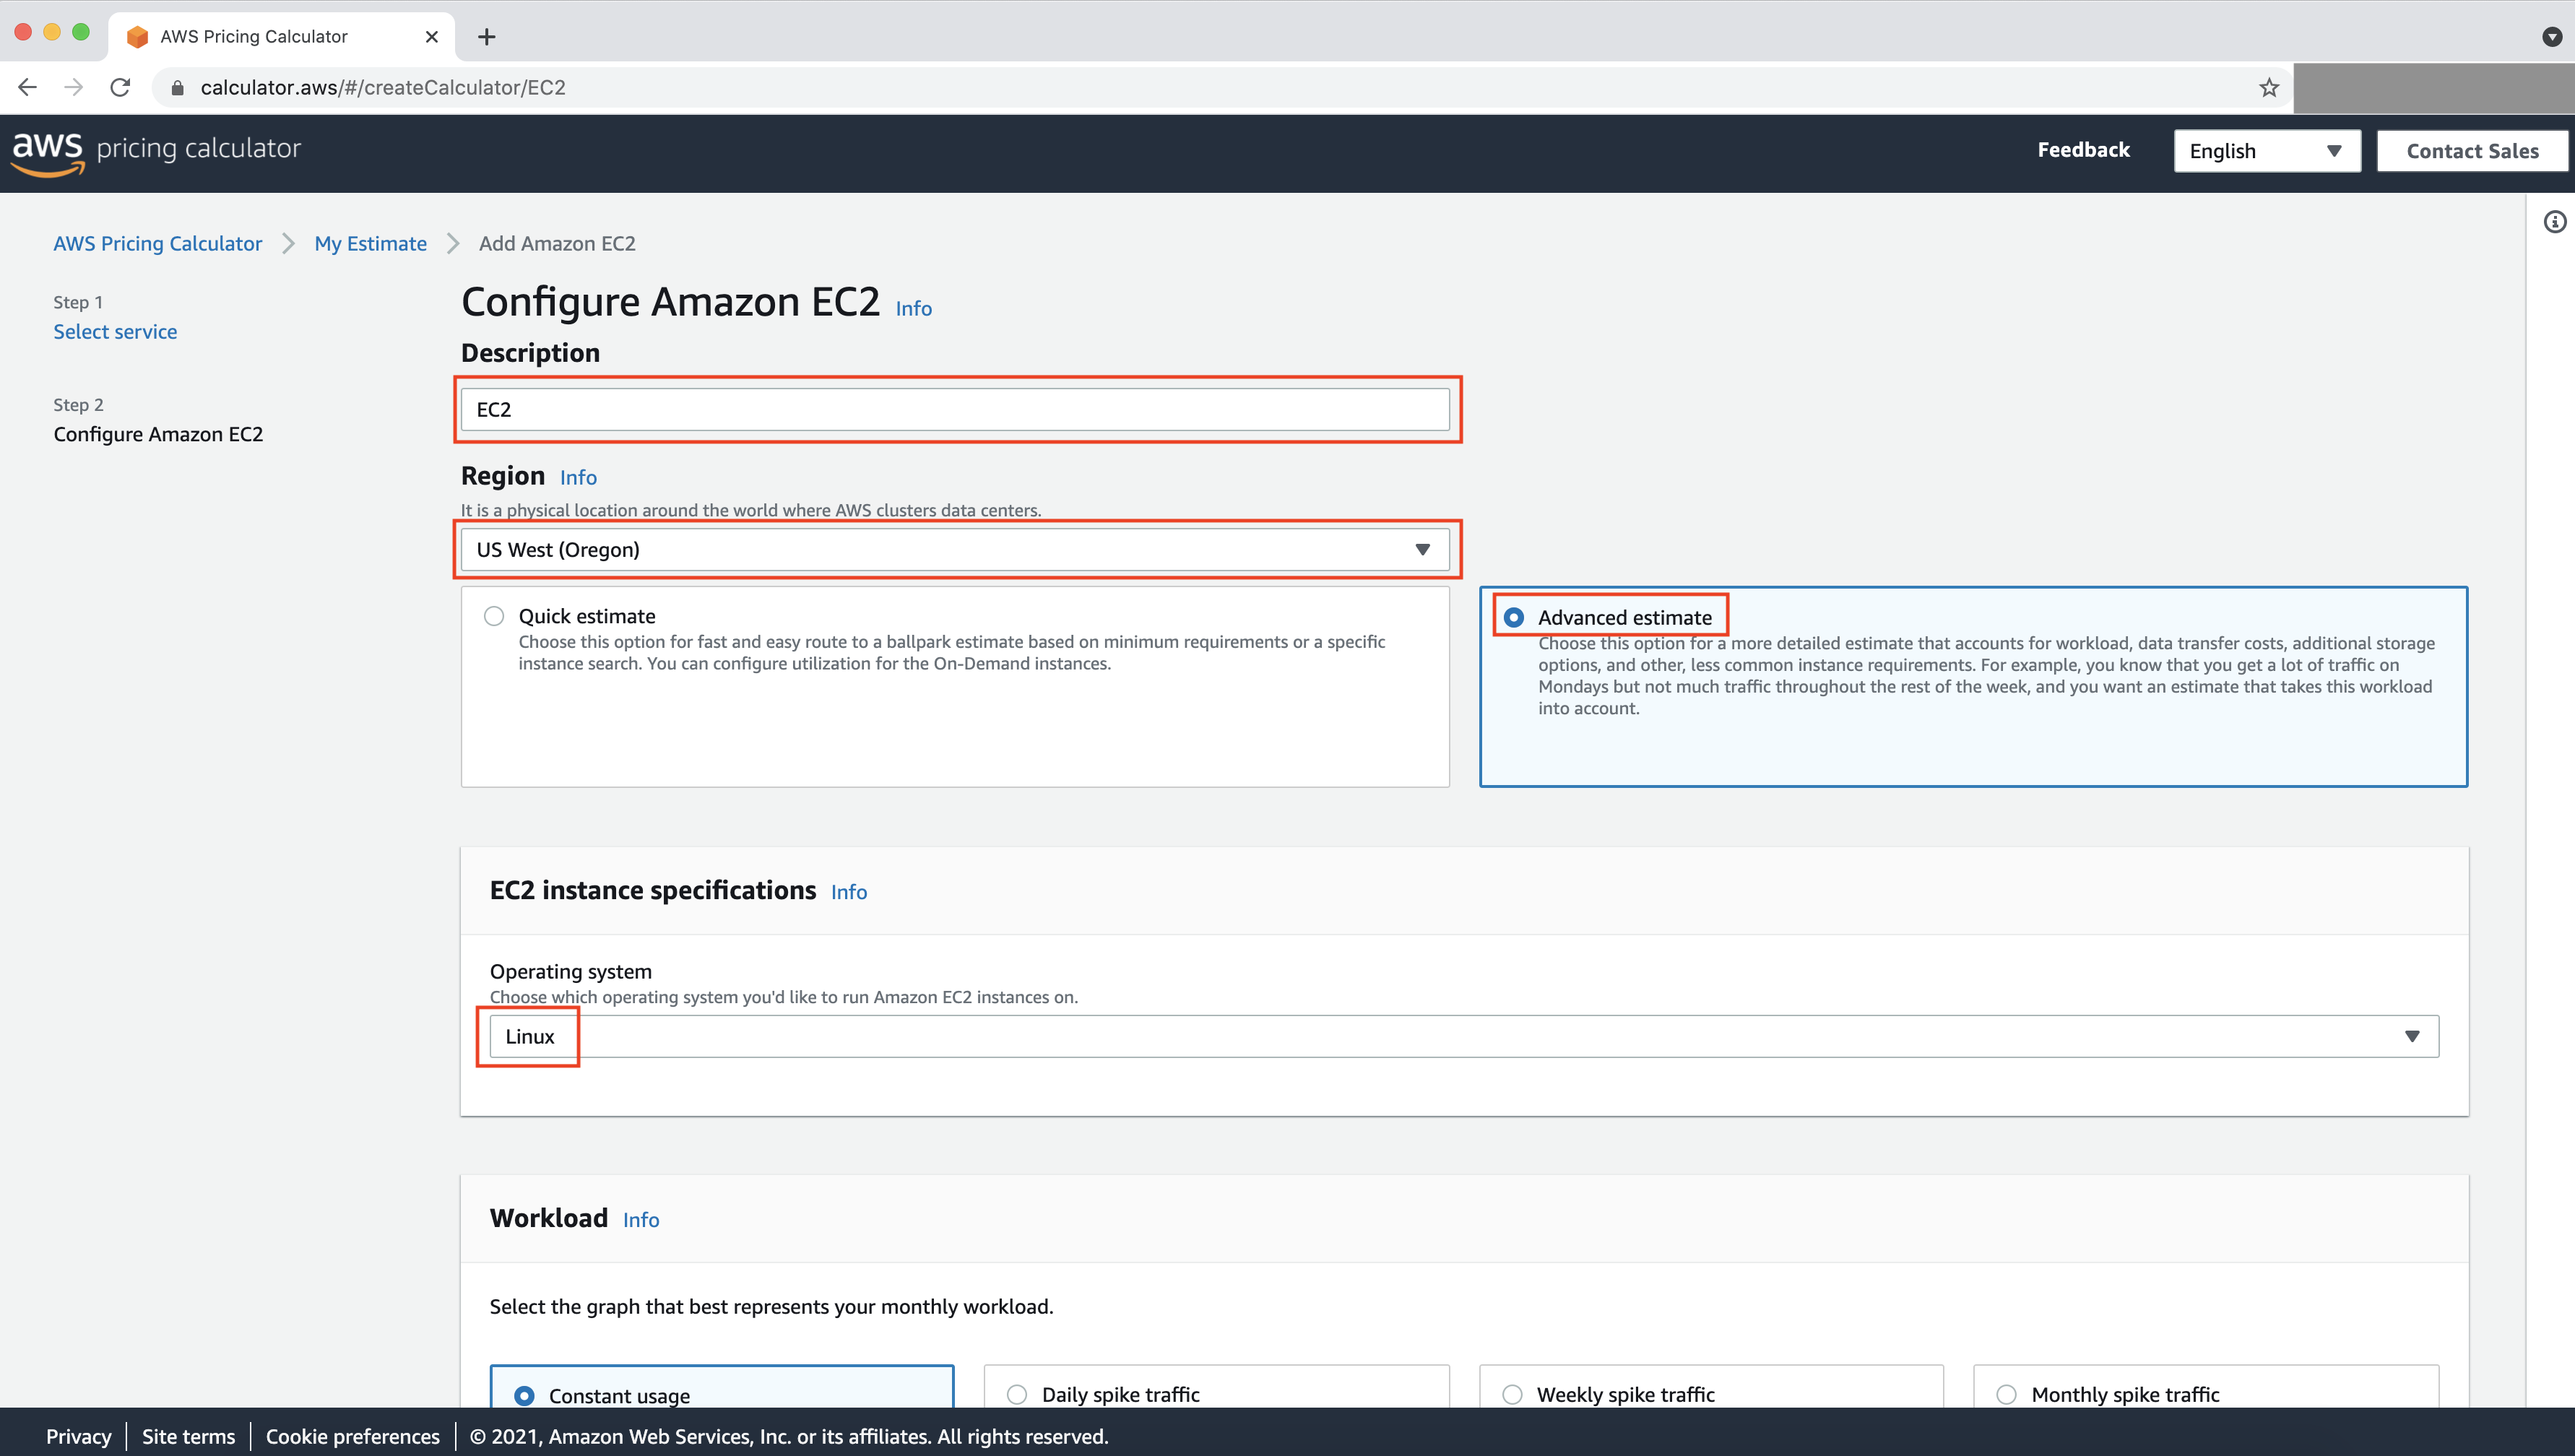 AWS Pricing Calculator
calculator.aws/#/createCalculator/EC2
aws pricing calculator
Feedback
English
Contact Sales
AWS Pricing Calculator
My Estimate
Add Amazon EC2
Step 1
Select service
Step 2
Configure Amazon EC2
Configure Amazon EC2 Info
Description
EC2
Region Info
It is a physical location around the world where AWS clusters data centers.
US West (Oregon)
Quick estimate
Choose this option for fast and easy route to a ballpark estimate based on minimum requirements or a specific
instance search. You can configure utilization for the On-Demand instances.
Advanced estimate
Choose this option for a more detailed estimate that accounts for workload, data transfer costs, additional storage
options, and other, less common instance requirements. For example, you know that you get a lot of traffic on
Mondays but not much traffic throughout the rest of the week, and you want an estimate that takes this workload
into account.
EC2 instance specifications Info
Operating system
Choose which operating system you'd like to run Amazon EC2 instances on.
Linux
Workload Info
Select the graph that best represents your monthly workload.
Constant usage
Daily spike traffic
Weekly spike traffic
Monthly spike traffic
Privacy
Site terms
Cookie preferences
© 2021, Amazon Web Services, Inc. or its affiliates. All rights reserved.